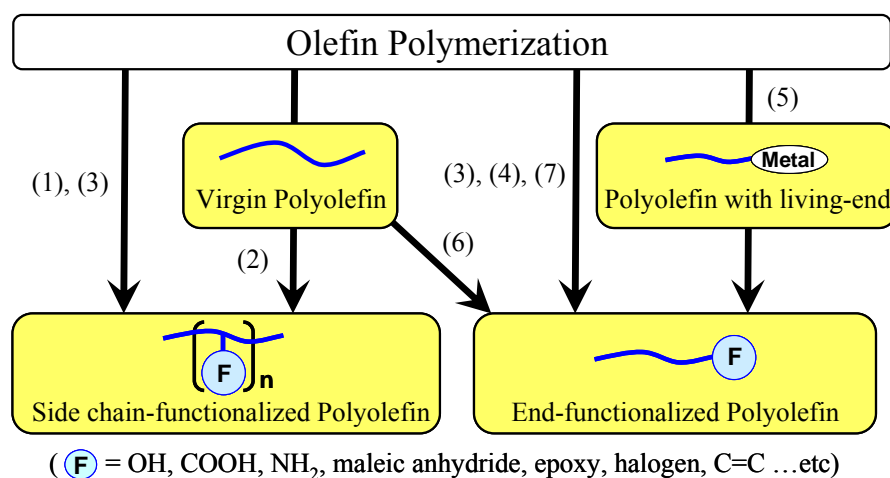 Olefin Polymerization
(5)
Metal
(1), (3)
(3), (4), (7)
Virgin Polyolefin
Polyolefin with living-end
(2)
(6)
F
n
F
Side chain-functionalized Polyolefin
End-functionalized Polyolefin
( F = OH, COOH, NH₂, maleic anhydride, epoxy, halogen, C=C …etc)